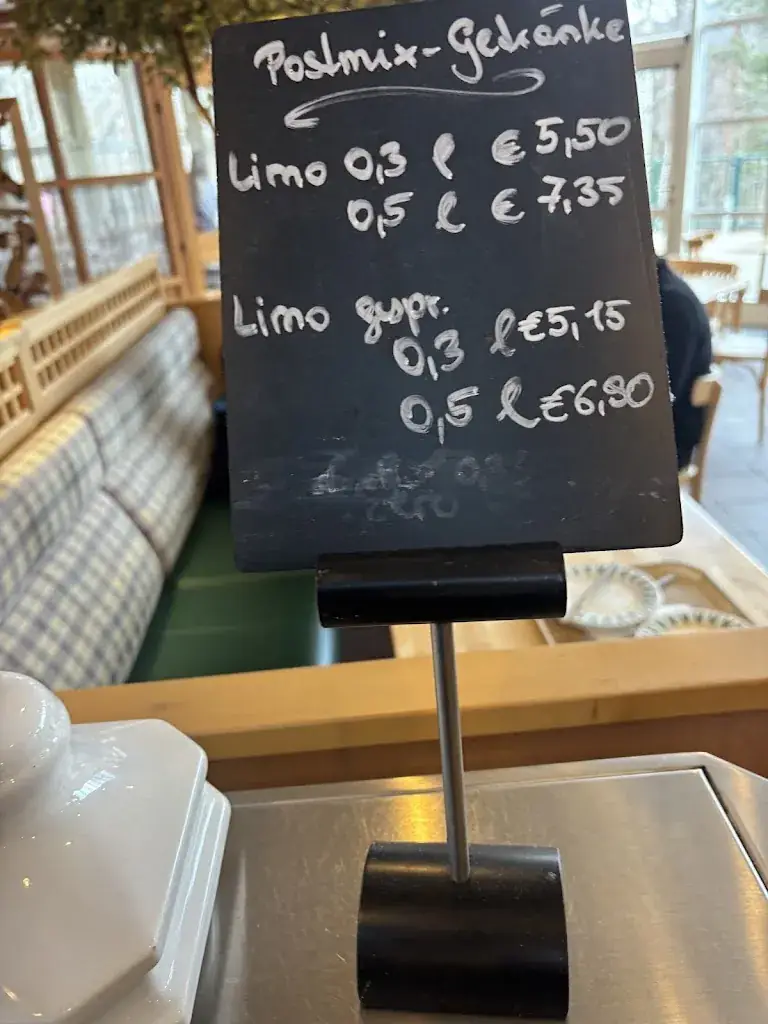 Postmix-Getränke
Limo 0,3 l € 5,50
0,5 l € 7,35
Limo gespr.
0,3 l € 5,15
0,5 l € 6,90